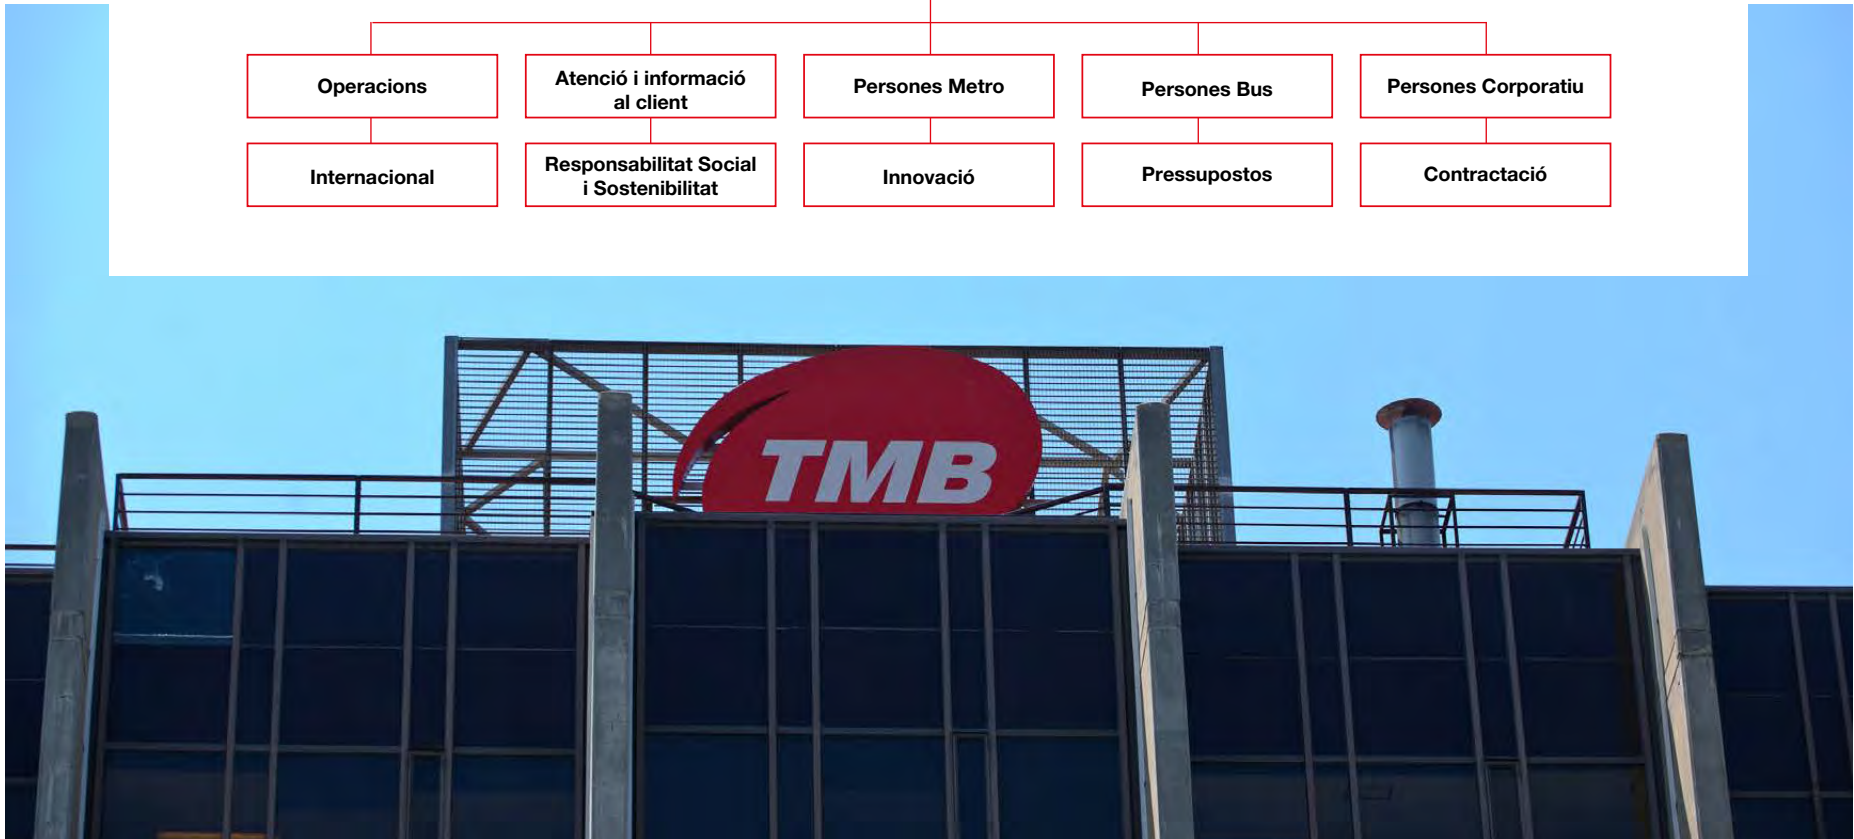 Operacions
Atenció i informació
al client
Persones Metro
Persones Bus
Persones Corporatiu
Internacional
Responsabilitat Social
i Sostenibilitat
Innovació
Pressupostos
Contractació
TMB